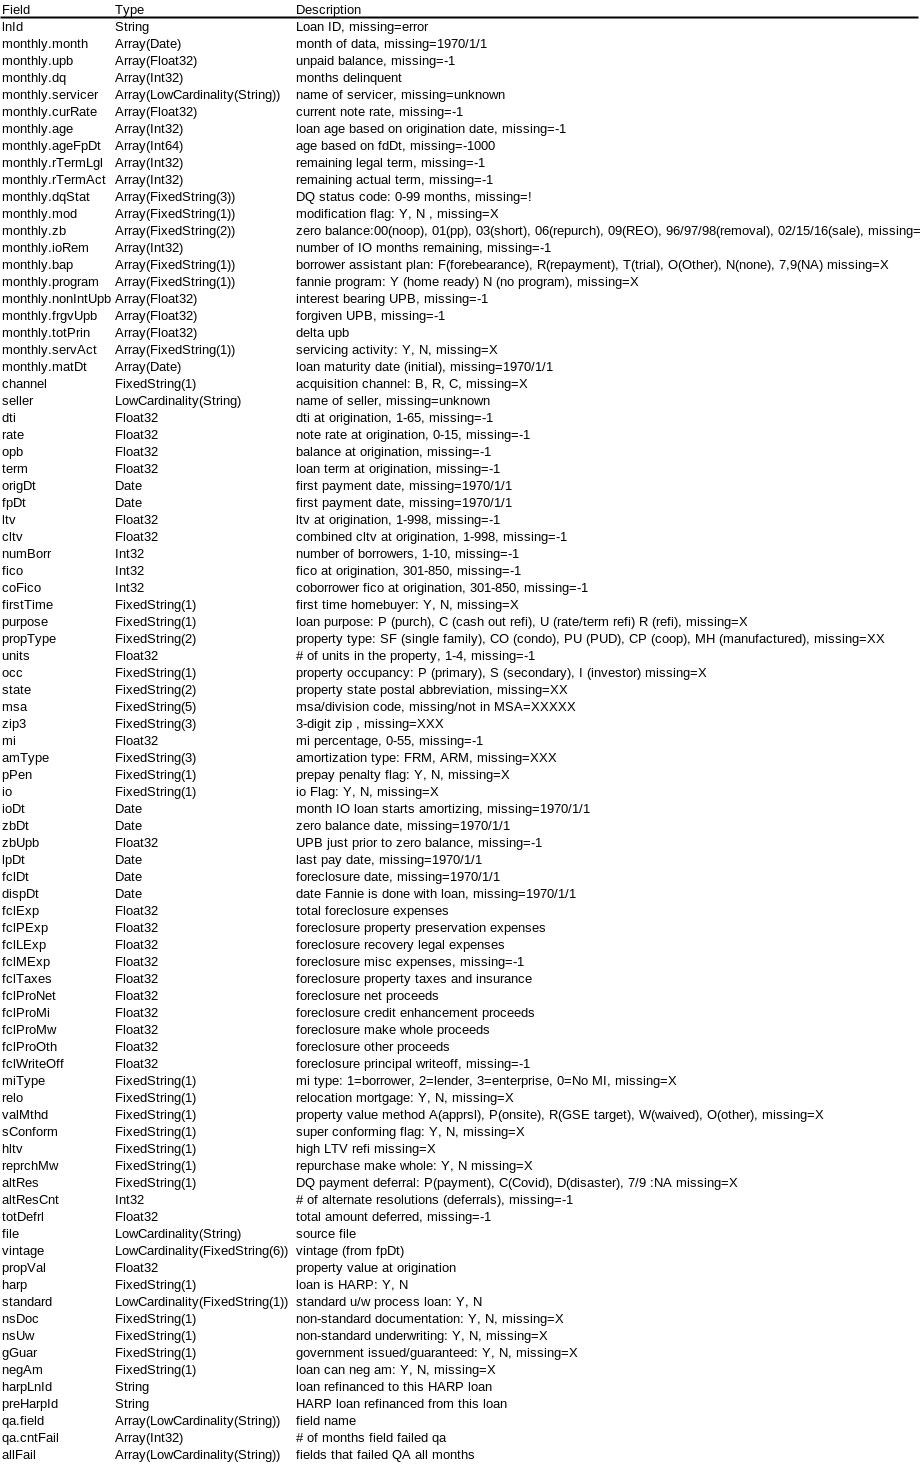 Field Type Description
lnId String Loan ID, missing=error
monthly.month Array(Date) month of data, missing=1970/1/1
monthly.upb Array(Float32) unpaid balance, missing=-1
monthly.dq Array(Int32) months delinquent
monthly.servicer Array(LowCardinality(String)) name of servicer, missing=unknown
monthly.curRate Array(Float32) current note rate, missing=-1
monthly.age Array(Int32) loan age based on origination date, missing=-1
monthly.ageFpDt Array(Int64) age based on fdDt, missing=-1000
monthly.rTermLgl Array(Int32) remaining legal term, missing=-1
monthly.rTermAct Array(Int32) remaining actual term, missing=-1
monthly.dqStat Array(FixedString(3)) DQ status code: 0-99 months, missing=!
monthly.mod Array(FixedString(1)) modification flag: Y, N , missing=X
monthly.zb Array(FixedString(2)) zero balance:00(noop), 01(pp), 03(short), 06(repurch), 09(REO), 96/97/98(removal), 02/15/16(sale), missing=
monthly.ioRem Array(Int32) number of IO months remaining, missing=-1
monthly.bap Array(FixedString(1)) borrower assistant plan: F(forebearance), R(repayment), T(trial), O(Other), N(none), 7,9(NA) missing=X
monthly.program Array(FixedString(1)) fannie program: Y (home ready) N (no program), missing=X
monthly.nonIntUpb Array(Float32) interest bearing UPB, missing=-1
monthly.frgvUpb Array(Float32) forgiven UPB, missing=-1
monthly.totPrin Array(Float32) delta upb
monthly.servAct Array(FixedString(1)) servicing activity: Y, N, missing=X
monthly.matDt Array(Date) loan maturity date (initial), missing=1970/1/1
channel FixedString(1) acquisition channel: B, R, C, missing=X
seller LowCardinality(String) name of seller, missing=unknown
dti Float32 dti at origination, 1-65, missing=-1
rate Float32 note rate at origination, 0-15, missing=-1
opb Float32 balance at origination, missing=-1
term Float32 loan term at origination, missing=-1
origDt Date first payment date, missing=1970/1/1
fpDt Date first payment date, missing=1970/1/1
ltv Float32 ltv at origination, 1-998, missing=-1
cltv Float32 combined cltv at origination, 1-998, missing=-1
numBorr Int32 number of borrowers, 1-10, missing=-1
fico Int32 fico at origination, 301-850, missing=-1
coFico Int32 coborrower fico at origination, 301-850, missing=-1
firstTime FixedString(1) first time homebuyer: Y, N, missing=X
purpose FixedString(1) loan purpose: P (purch), C (cash out refi), U (rate/term refi) R (refi), missing=X
propType FixedString(2) property type: SF (single family), CO (condo), PU (PUD), CP (coop), MH (manufactured), missing=XX
units Float32 # of units in the property, 1-4, missing=-1
occ FixedString(1) property occupancy: P (primary), S (secondary), I (investor) missing=X
state FixedString(2) property state postal abbreviation, missing=XX
msa FixedString(5) msa/division code, missing/not in MSA=XXXXX
zip3 FixedString(3) 3-digit zip , missing=XXX
mi Float32 mi percentage, 0-55, missing=-1
amType FixedString(3) amortization type: FRM, ARM, missing=XXX
pPen FixedString(1) prepay penalty flag: Y, N, missing=X
io FixedString(1) io Flag: Y, N, missing=X
ioDt Date month IO loan starts amortizing, missing=1970/1/1
zbDt Date zero balance date, missing=1970/1/1
zbUpb Float32 UPB just prior to zero balance, missing=-1
lpDt Date last pay date, missing=1970/1/1
fclDt Date foreclosure date, missing=1970/1/1
dispDt Date date Fannie is done with loan, missing=1970/1/1
fclExp Float32 total foreclosure expenses
fclPExp Float32 foreclosure property preservation expenses
fclLExp Float32 foreclosure recovery legal expenses
fclMExp Float32 foreclosure misc expenses, missing=-1
fclTaxes Float32 foreclosure property taxes and insurance
fclProNet Float32 foreclosure net proceeds
fclProMi Float32 foreclosure credit enhancement proceeds
fclProMw Float32 foreclosure make whole proceeds
fclProOth Float32 foreclosure other proceeds
fclWriteOff Float32 foreclosure principal writeoff, missing=-1
miType FixedString(1) mi type: 1=borrower, 2=lender, 3=enterprise, 0=No MI, missing=X
relo FixedString(1) relocation mortgage: Y, N, missing=X
valMthd FixedString(1) property value method A(apprsl), P(onsite), R(GSE target), W(waived), O(other), missing=X
sConform FixedString(1) super conforming flag: Y, N, missing=X
hltv FixedString(1) high LTV refi missing=X
reprchMw FixedString(1) repurchase make whole: Y, N missing=X
altRes FixedString(1) DQ payment deferral: P(payment), C(Covid), D(disaster), 7/9 :NA missing=X
altResCnt Int32 # of alternate resolutions (deferrals), missing=-1
totDefrl Float32 total amount deferred, missing=-1
file LowCardinality(String) source file
vintage LowCardinality(FixedString(6)) vintage (from fpDt)
propVal Float32 property value at origination
harp FixedString(1) loan is HARP: Y, N
standard LowCardinality(FixedString(1)) standard u/w process loan: Y, N
nsDoc FixedString(1) non-standard documentation: Y, N, missing=X
nsUw FixedString(1) non-standard underwriting: Y, N, missing=X
gGuar FixedString(1) government issued/guaranteed: Y, N, missing=X
negAm FixedString(1) loan can neg am: Y, N, missing=X
harpLnId String loan refinanced to this HARP loan
preHarpId String HARP loan refinanced from this loan
qa.field Array(LowCardinality(String)) field name
qa.cntFail Array(Int32) # of months field failed qa
allFail Array(LowCardinality(String)) fields that failed QA all months